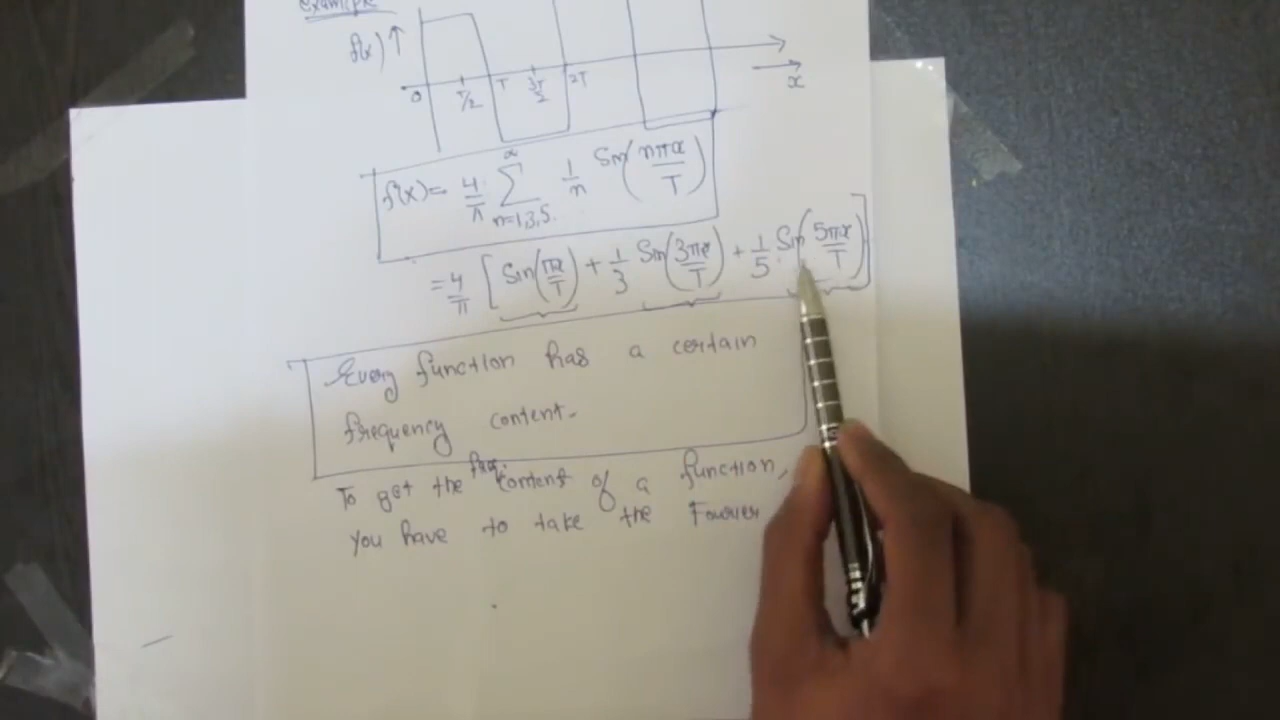 Example
f(x) ↑
0 T/2 T 3T/2 2T
x
f(x) = 4/π ∑ n=1,3,5. ∞ 1/n Sin(nπx/T)
= 4/π [ Sin(πx/T) + 1/3 Sin(3πx/T) + 1/5 Sin(5πx/T) ]
Every function has a certain
frequency content.
To get the freq. content of a function,
you have to take the Fourier